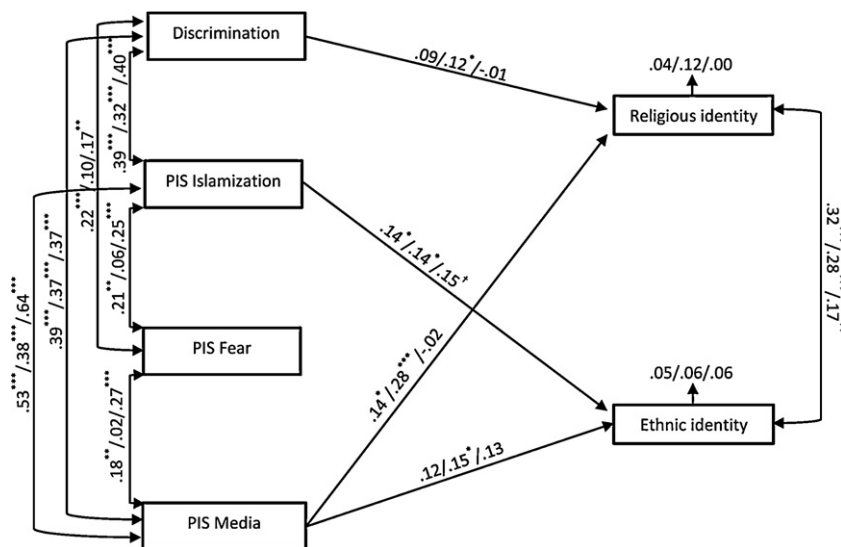 Discrimination
PIS Islamization
PIS Fear
PIS Media
Religious identity
Ethnic identity
.04/.12/.00
.05/.06/.06
.09/.12*/-.01
.14*/.14*/.15†
.14*/.28***/-.02
.12/.15*/.13
.39***/.32***/.40***
.22***/.10/.17**
.21**/.06/.25***
.18**/.02/.27***
.39***/.37***/.37***
.53***/.38***/.64***